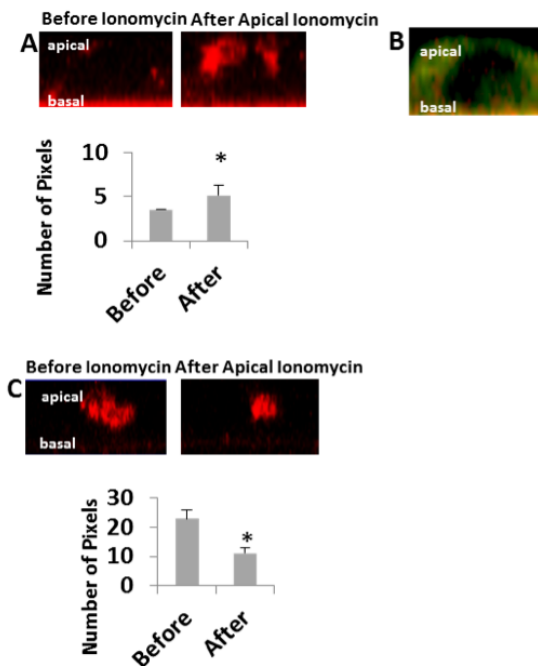 Before Ionomycin After Apical Ionomycin
A
apical
basal
B
apical
basal
Number of Pixels
10
5
0
*
Before
After
Before Ionomycin After Apical Ionomycin
C
apical
basal
Number of Pixels
30
20
10
0
*
Before
After